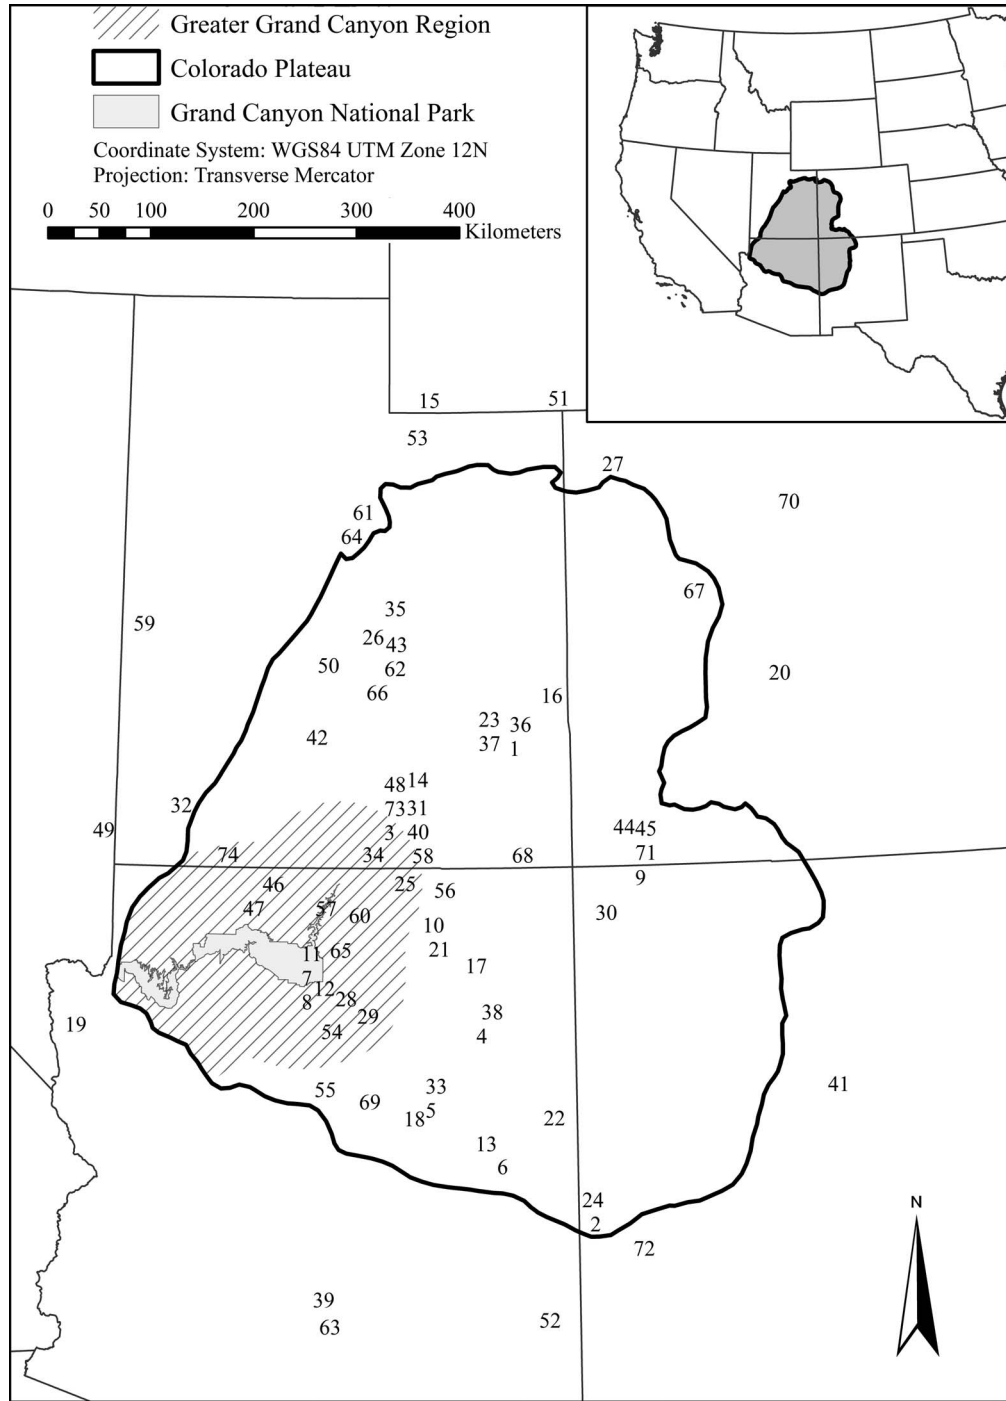 Greater Grand Canyon Region
Colorado Plateau
Grand Canyon National Park
Coordinate System: WGS84 UTM Zone 12N
Projection: Transverse Mercator
0 50 100 200 300 400
Kilometers
15 51
53
27
61 70
64
35 67
59
26 43
50 62 20
66 16
23 36
42 37 1
48 14
32 73 31
49 3 40 44 45
74 34 58 68 71
46 25 56 9
47 57 60 10 30
11 65 21
7 17
12
8 28
29 38
19 54 4
55 33 41
69 5
18 22
13
6
24
2 N
72
39
63 52